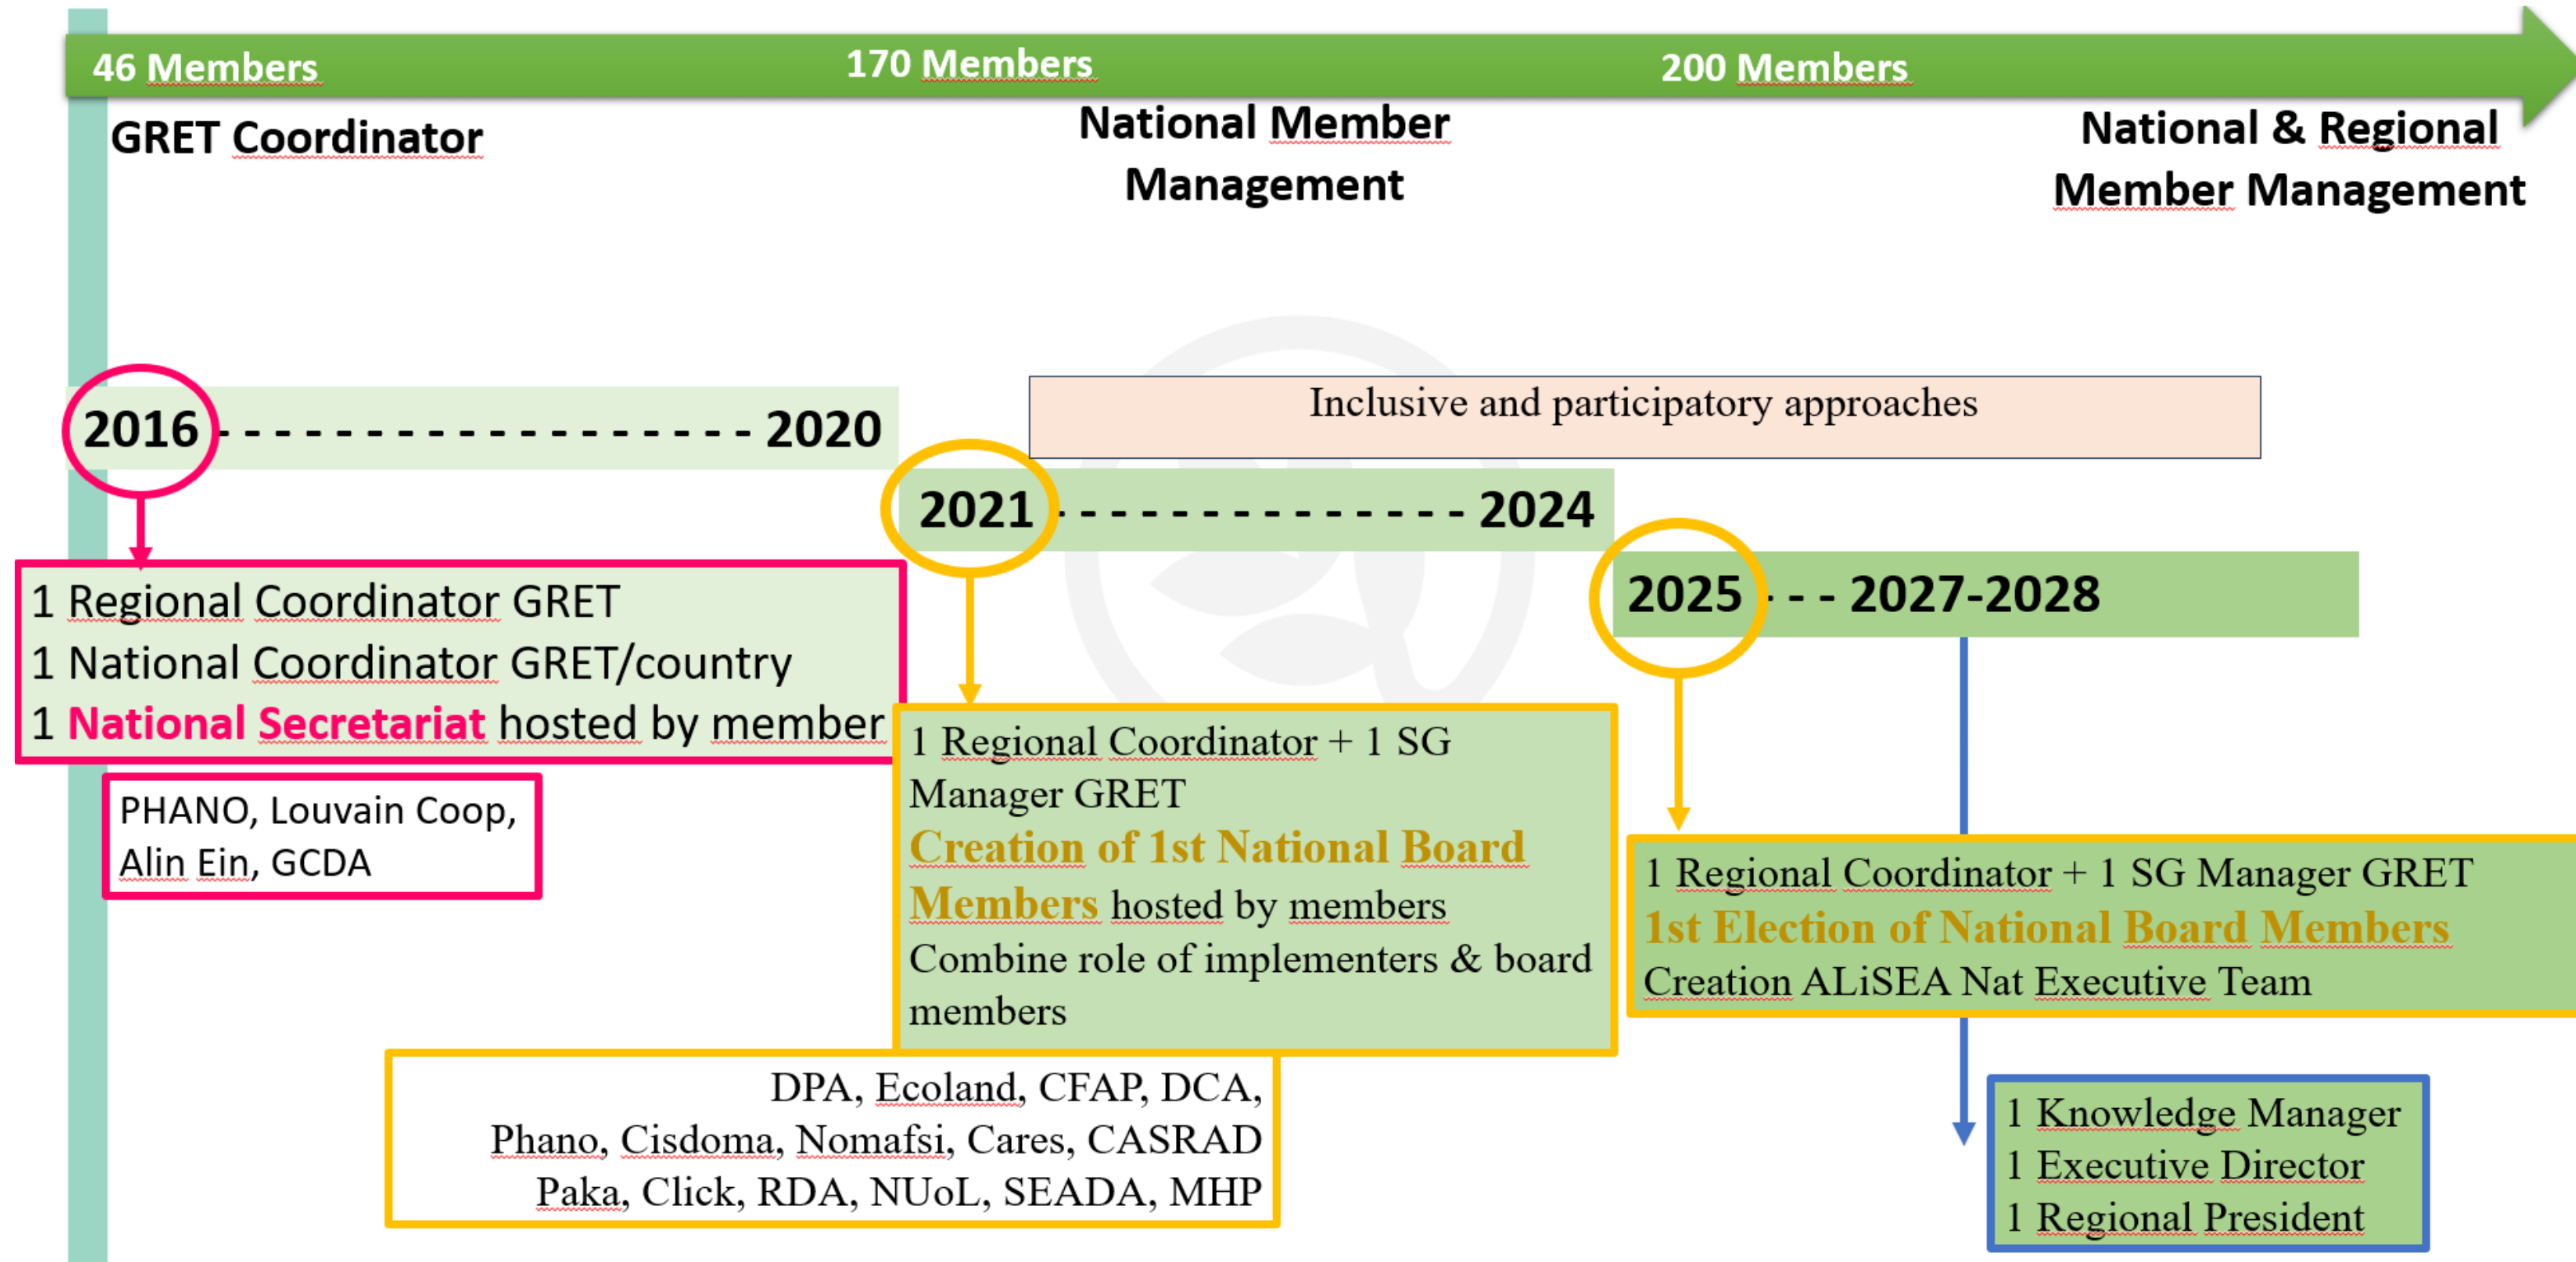 46 Members
170 Members
200 Members
GRET Coordinator
National Member
Management
National & Regional
Member Management
Inclusive and participatory approaches
2016 - - - - - - - - - - - - - - - - - - 2020
2021 - - - - - - - - - - - - - - 2024
2025 - - - 2027-2028
1 Regional Coordinator GRET
1 National Coordinator GRET/country
1 National Secretariat hosted by member
PHANO, Louvain Coop,
Alin Ein, GCDA
1 Regional Coordinator + 1 SG
Manager GRET
Creation of 1st National Board
Members hosted by members
Combine role of implementers & board
members
DPA, Ecoland, CFAP, DCA,
Phano, Cisdoma, Nomafsi, Cares, CASRAD
Paka, Click, RDA, NUoL, SEADA, MHP
1 Regional Coordinator + 1 SG Manager GRET
1st Election of National Board Members
Creation ALiSEA Nat Executive Team
1 Knowledge Manager
1 Executive Director
1 Regional President